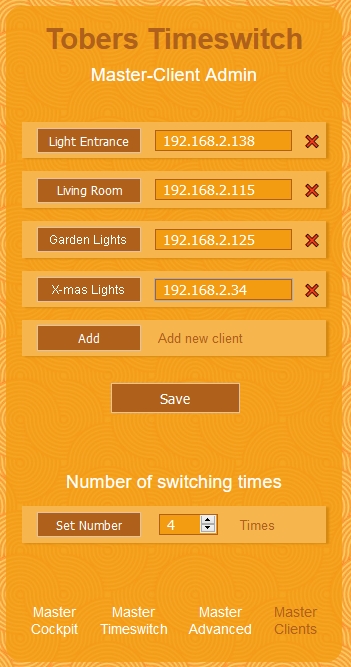 Tobers Timeswitch
Master-Client Admin
Light Entrance 192.168.2.138
Living Room 192.168.2.115
Garden Lights 192.168.2.125
X-mas Lights 192.168.2.34
Add Add new client
Save
Number of switching times
Set Number 4 Times
Master Master Master Master
Cockpit Timeswitch Advanced Clients